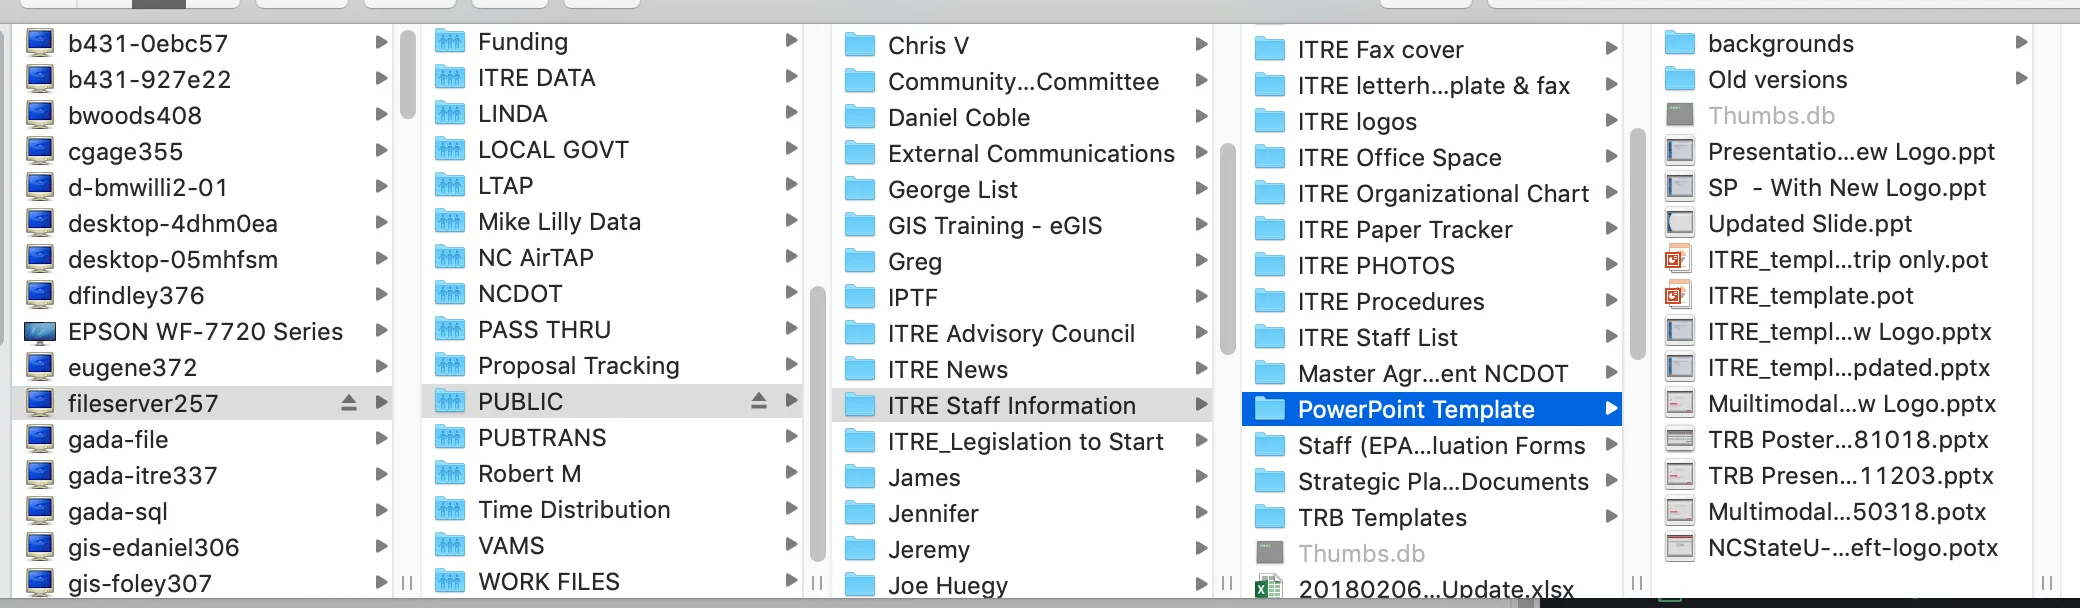 b431-0ebc57
b431-927e22
bwoods408
cgage355
d-bmwilli2-01
desktop-4dhm0ea
desktop-05mhfsm
dfindley376
EPSON WF-7720 Series
eugene372
fileserver257
gada-file
gada-itre337
gada-sql
gis-edaniel306
gis-foley307
Funding
ITRE DATA
LINDA
LOCAL GOVT
LTAP
Mike Lilly Data
NC AirTAP
NCDOT
PASS THRU
Proposal Tracking
PUBLIC
PUBTRANS
Robert M
Time Distribution
VAMS
WORK FILES
Chris V
Community...Committee
Daniel Coble
External Communications
George List
GIS Training - eGIS
Greg
IPTF
ITRE Advisory Council
ITRE News
ITRE Staff Information
ITRE_Legislation to Start
James
Jennifer
Jeremy
Joe Huegy
ITRE Fax cover
ITRE letterh...plate & fax
ITRE logos
ITRE Office Space
ITRE Organizational Chart
ITRE Paper Tracker
ITRE PHOTOS
ITRE Procedures
ITRE Staff List
Master Agr...ent NCDOT
PowerPoint Template
Staff (EPA...luation Forms
Strategic Pla...Documents
TRB Templates
Thumbs.db
20180206...Update.xlsx
backgrounds
Old versions
Thumbs.db
Presentatio...ew Logo.ppt
SP  - With New Logo.ppt
Updated Slide.ppt
ITRE_templ...trip only.pot
ITRE_template.pot
ITRE_templ...w Logo.pptx
ITRE_templ...pdated.pptx
Muiltimodal...w Logo.pptx
TRB Poster...81018.pptx
TRB Presen...11203.pptx
Multimodal...50318.potx
NCStateU-...eft-logo.potx